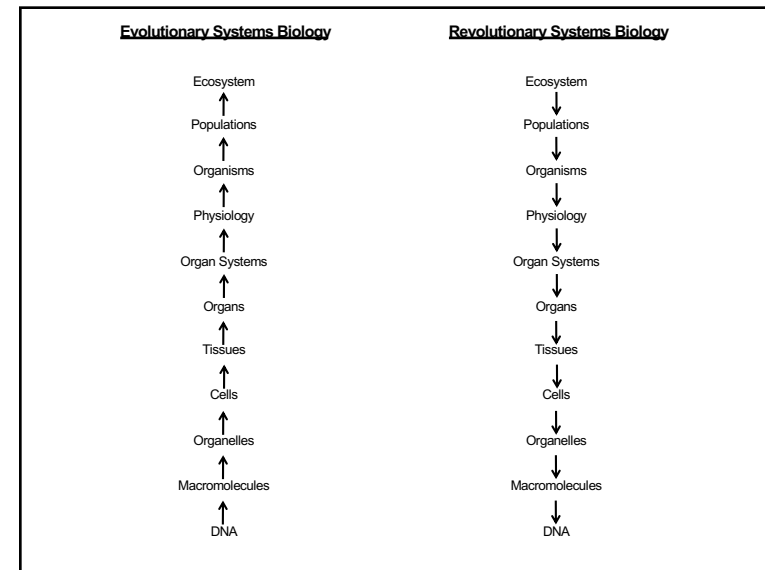 Evolutionary Systems Biology
Ecosystem
Populations
Organisms
Physiology
Organ Systems
Organs
Tissues
Cells
Organelles
Macromolecules
DNA
Revolutionary Systems Biology
Ecosystem
Populations
Organisms
Physiology
Organ Systems
Organs
Tissues
Cells
Organelles
Macromolecules
DNA